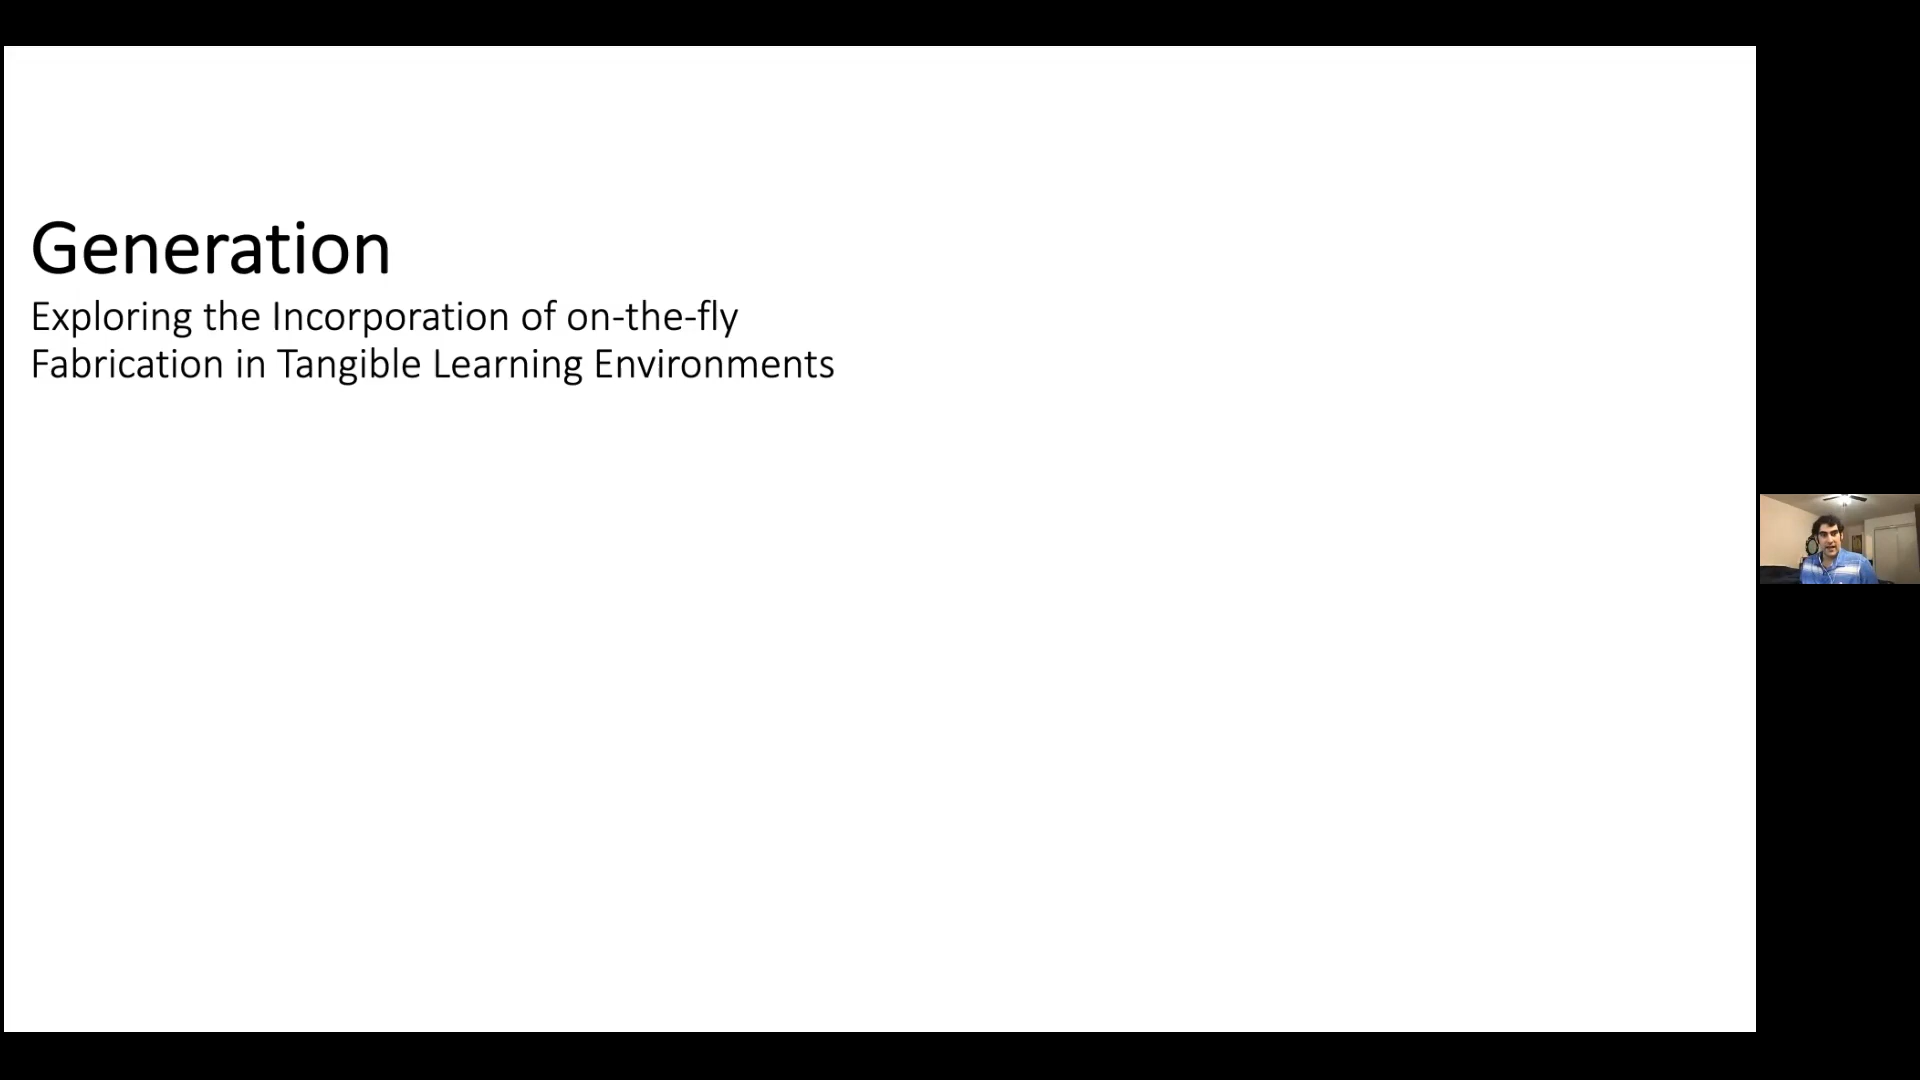 Generation
Exploring the Incorporation of on-the-fly
Fabrication in Tangible Learning Environments